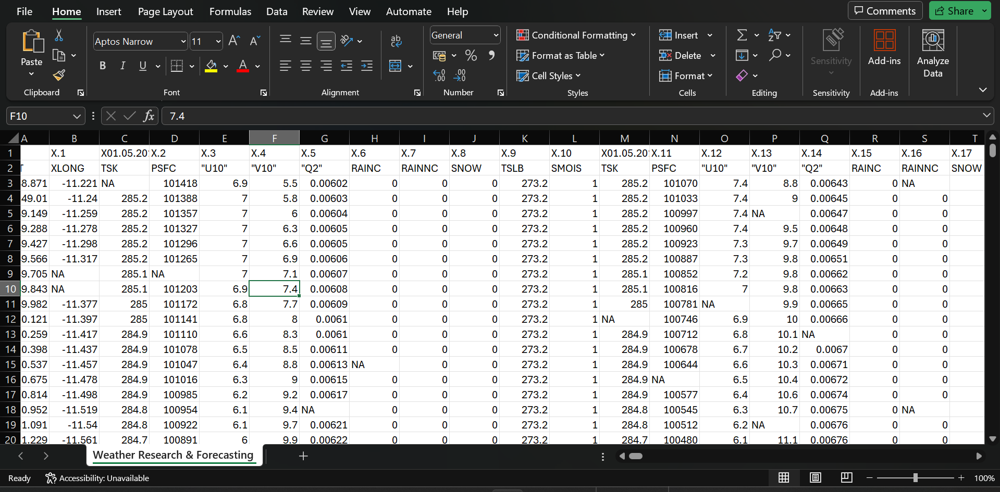 File Home Insert Page Layout Formulas Data Review View Automate Help Comments Share
Paste
Clipboard
Aptos Narrow 11
B I U A
Font
ab
Alignment
General
%
Number
Conditional Formatting
Format as Table
Cell Styles
Styles
Insert
Delete
Format
Cells
Editing
Sensitivity
Sensitivity
Add-ins
Add-ins
Analyze
Data
F10 fx 7.4
A B C D E F G H I J K L M N O P Q R S T
1 X.1 X01.05.20 X.2 X.3 X.4 X.5 X.6 X.7 X.8 X.9 X.10 X01.05.20 X.11 X.12 X.13 X.14 X.15 X.16 X.17
2 T XLONG TSK PSFC "U10" "V10" "Q2" RAINC RAINNC SNOW TSLB SMOIS TSK PSFC "U10" "V10" "Q2" RAINC RAINNC SNOW
3 8.871 -11.221 NA 101418 6.9 5.5 0.00602 0 0 0 273.2 1 285.2 101070 7.4 8.8 0.00643 0 NA
4 49.01 -11.24 285.2 101388 7 5.8 0.00603 0 0 0 273.2 1 285.2 101033 7.4 9 0.00645 0 0
5 9.149 -11.259 285.2 101357 7 6 0.00604 0 0 0 273.2 1 285.2 100997 7.4 NA 0.00647 0 0
6 9.288 -11.278 285.2 101327 7 6.3 0.00605 0 0 0 273.2 1 285.2 100960 7.4 9.5 0.00648 0 0
7 9.427 -11.298 285.2 101296 7 6.6 0.00605 0 0 0 273.2 1 285.2 100923 7.3 9.7 0.00649 0 0
8 9.566 -11.317 285.2 101265 7 6.9 0.00606 0 0 0 273.2 1 285.2 100887 7.3 9.8 0.00651 0 0
9 9.705 NA 285.1 NA 7 7.1 0.00607 0 0 0 273.2 1 285.1 100852 7.2 9.8 0.00662 0 0
10 9.843 NA 285.1 101203 6.9 7.4 0.00608 0 0 0 273.2 1 285.1 100816 7 9.8 0.00663 0 0
11 9.982 -11.377 285 101172 6.8 7.7 0.00609 0 0 0 273.2 1 285 100781 NA 9.9 0.00665 0 0
12 0.121 -11.397 285 101141 6.8 8 0.0061 0 0 0 273.2 1 NA 100746 6.9 10 0.00666 0 0
13 0.259 -11.417 284.9 101110 6.6 8.3 0.0061 0 0 0 273.2 1 284.9 100712 6.8 10.1 NA 0 0
14 0.398 -11.437 284.9 101078 6.5 8.5 0.00611 0 0 0 273.2 1 284.9 100678 6.7 10.2 0.0067 0 0
15 0.537 -11.457 284.9 101047 6.4 8.8 0.00613 NA 0 0 273.2 1 284.9 100644 6.6 10.3 0.00671 0 0
16 0.675 -11.478 284.9 101016 6.3 9 0.00615 0 0 0 273.2 1 284.9 NA 6.5 10.4 0.00672 0 0
17 0.814 -11.498 284.9 100985 6.2 9.2 0.00617 0 0 0 273.2 1 284.9 100577 6.4 10.6 0.00674 0 0
18 0.952 -11.519 284.8 100954 6.1 9.4 NA 0 0 0 273.2 1 284.8 100545 6.3 10.7 0.00675 0 NA
19 1.091 -11.54 284.8 100922 6.1 9.7 0.00621 0 0 0 273.2 1 284.8 100512 6.2 NA 0.00676 0 0
20 1.229 -11.561 284.7 100891 6 9.9 0.00622 0 0 0 273.2 1 284.7 100480 6.1 11.1 0.00676 0 0
Weather Research & Forecasting
Ready Accessibility: Unavailable 100%